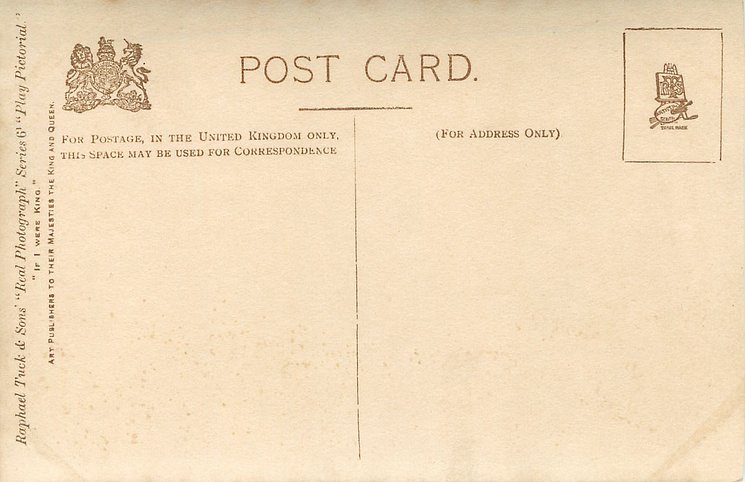 Raphael Tuck & Sons' "Real Photograph" Series 6' "Play Pictorial."
"IF I WERE KING."
ART PUBLISHERS TO THEIR MAJESTIES THE KING AND QUEEN.
POST CARD.
FOR POSTAGE, IN THE UNITED KINGDOM ONLY,
THIS SPACE MAY BE USED FOR CORRESPONDENCE
(FOR ADDRESS ONLY)
TRADE MARK